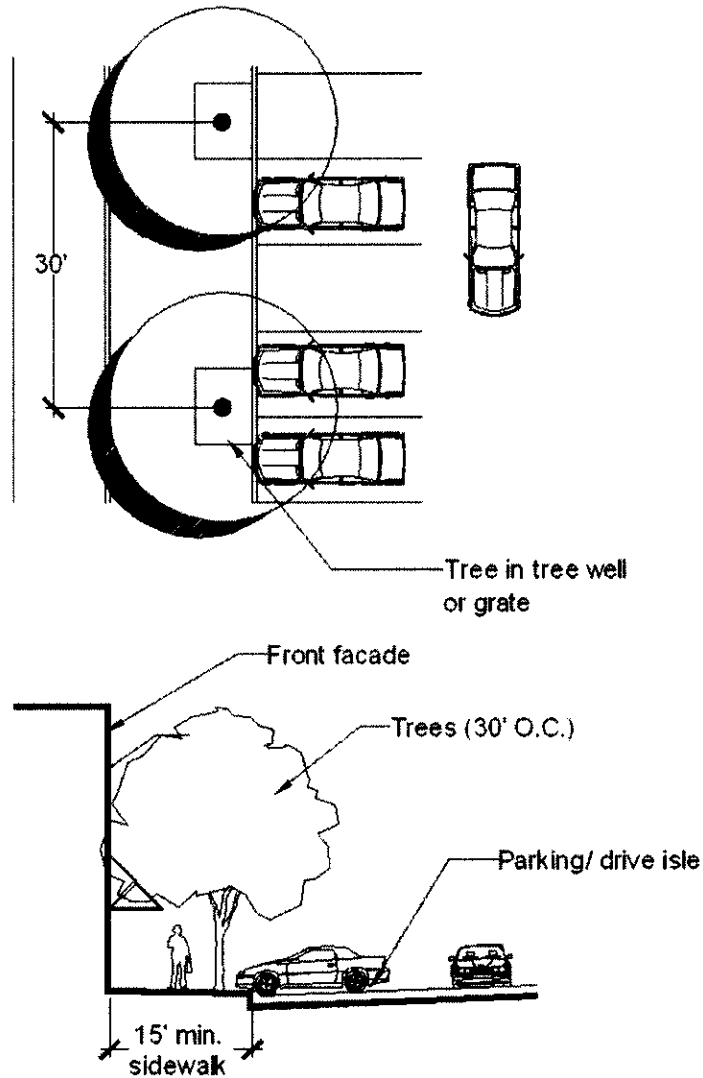 30'
Tree in tree well
or grate
Front facade
Trees (30' O.C.)
Parking/ drive isle
15' min.
sidewalk